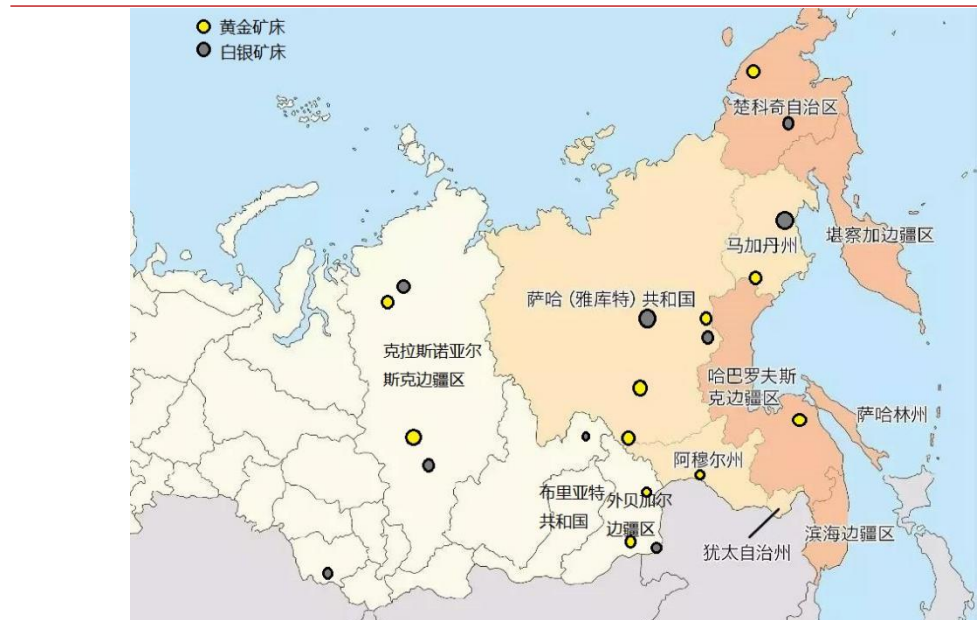 黄金矿床
白银矿床
楚科奇自治区
马加丹州
堪察加边疆区
萨哈（雅库特）共和国
克拉斯诺亚尔
斯克边疆区
哈巴罗夫斯
克边疆区
萨哈林州
阿穆尔州
布里亚特
共和国
外贝加尔
边疆区
犹太自治州
滨海边疆区